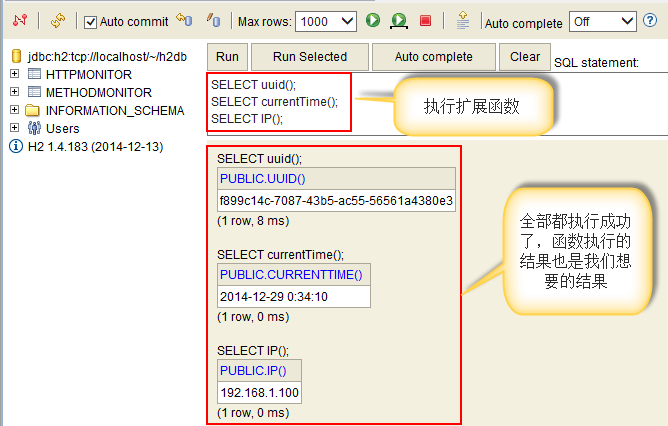 Auto commit Max rows: 1000 Auto complete Off
jdbc:h2:tcp://localhost/~/h2db
HTTPMONITOR
METHODMONITOR
INFORMATION_SCHEMA
Users
H2 1.4.183 (2014-12-13)
Run Run Selected Auto complete Clear SQL statement:
SELECT uuid();
SELECT currentTime();
SELECT IP();
执行扩展函数
SELECT uuid();
PUBLIC.UUID()
f899c14c-7087-43b5-ac55-56561a4380e3
(1 row, 8 ms)
SELECT currentTime();
PUBLIC.CURRENTTIME()
2014-12-29 0:34:10
(1 row, 0 ms)
SELECT IP();
PUBLIC.IP()
192.168.1.100
(1 row, 0 ms)
全部都执行成功
了，函数执行的
结果也是我们想
要的结果